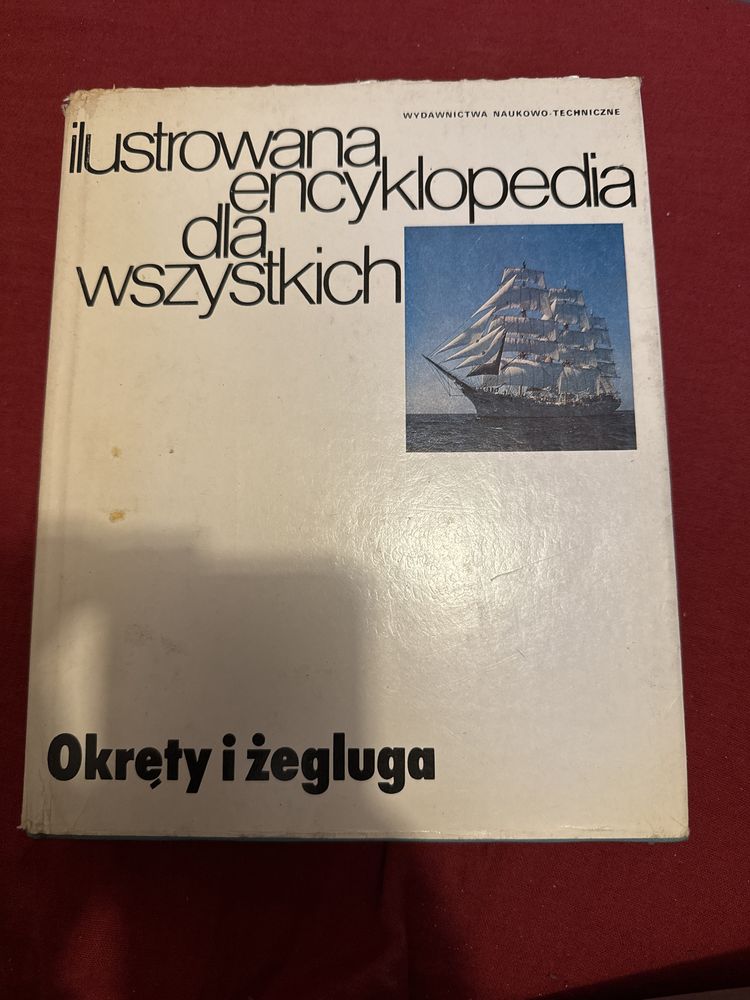 WYDAWNICTWA NAUKOWO-TECHNICZNE
ilustrowana
encyklopedia
dla
wszystkich
Okręty i żegluga